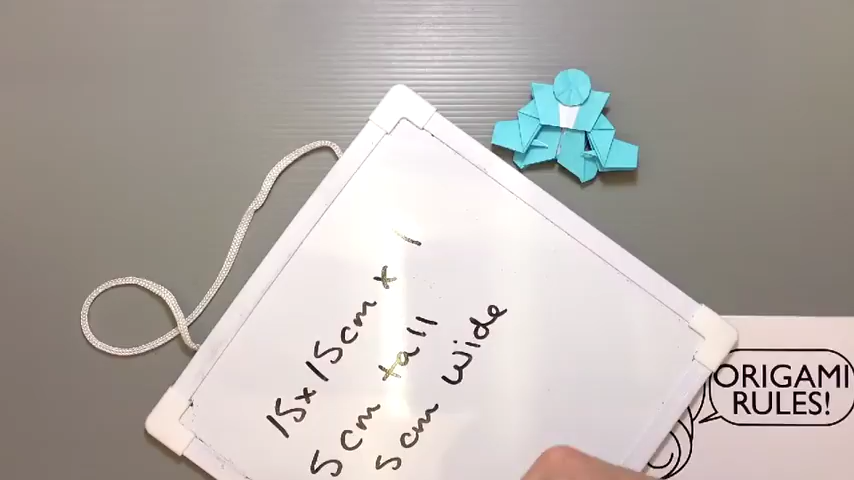 15x15cm x 1
5cm tall
5cm wide
ORIGAMI
RULES!